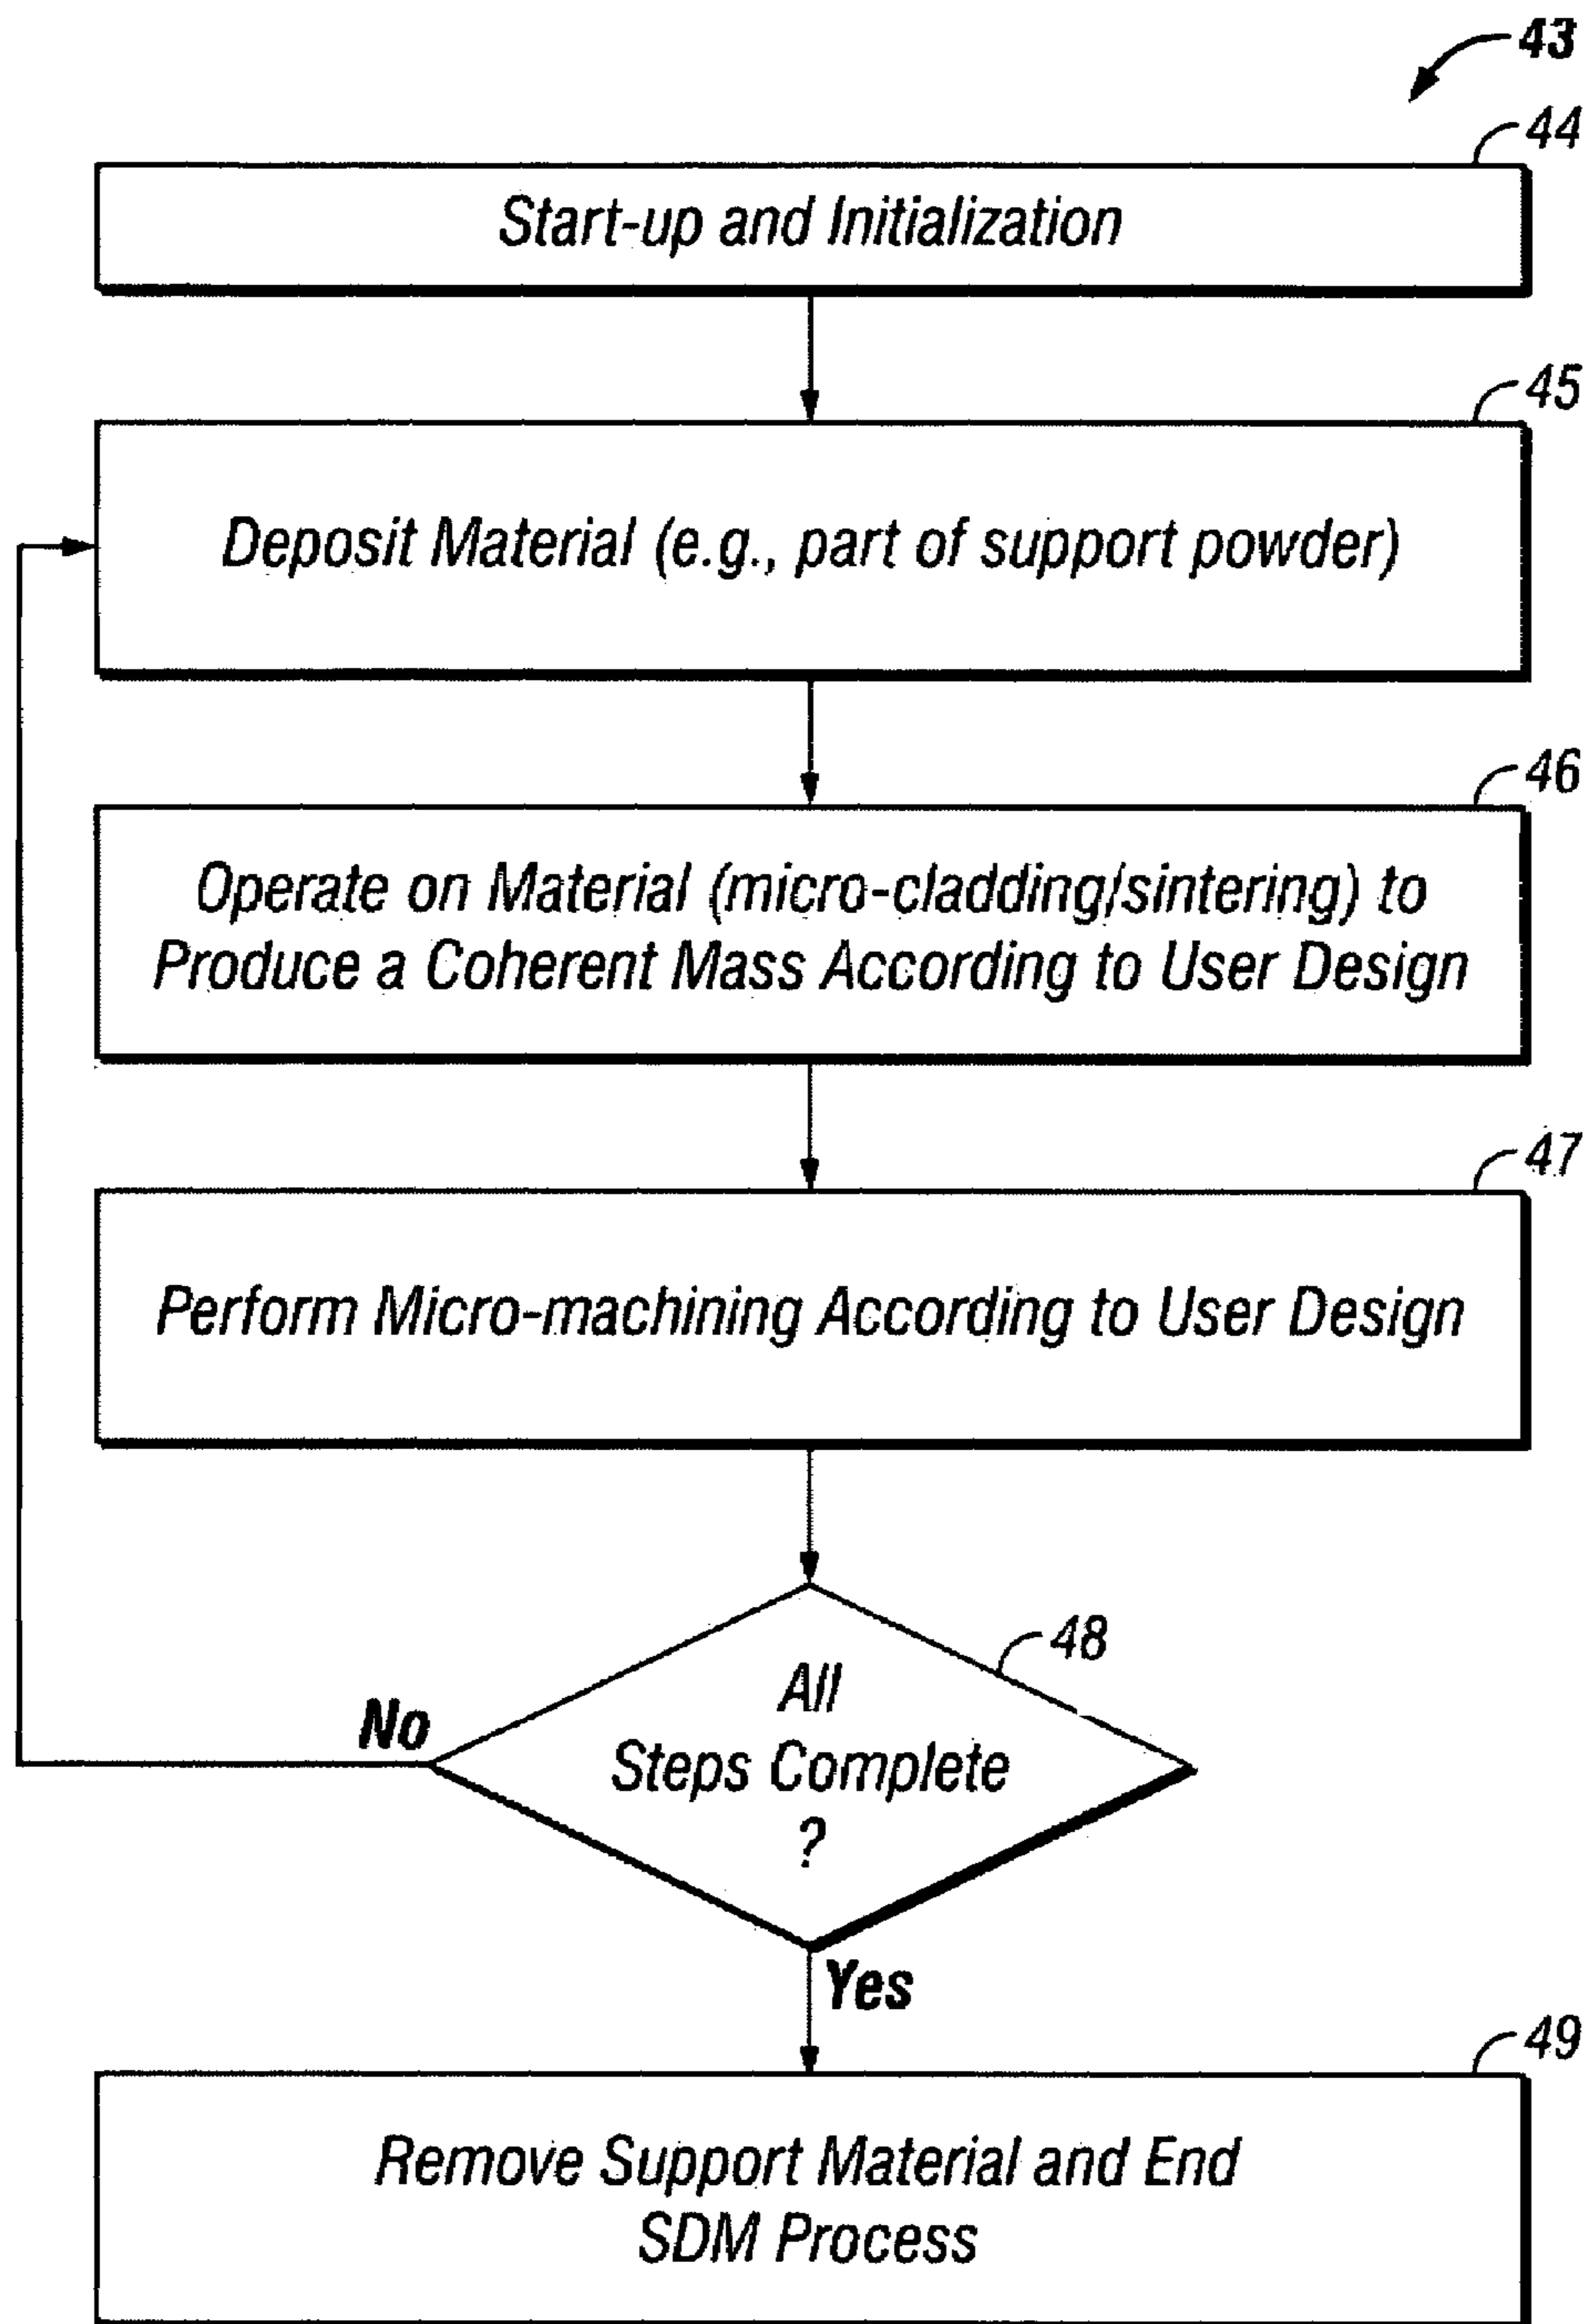 43
44
Start-up and Initialization
45
Deposit Material (e.g., part of support powder)
46
Operate on Material (micro-cladding/sintering) to
Produce a Coherent Mass According to User Design
47
Perform Micro-machining According to User Design
48
All
Steps Complete
?
No
Yes
49
Remove Support Material and End
SDM Process